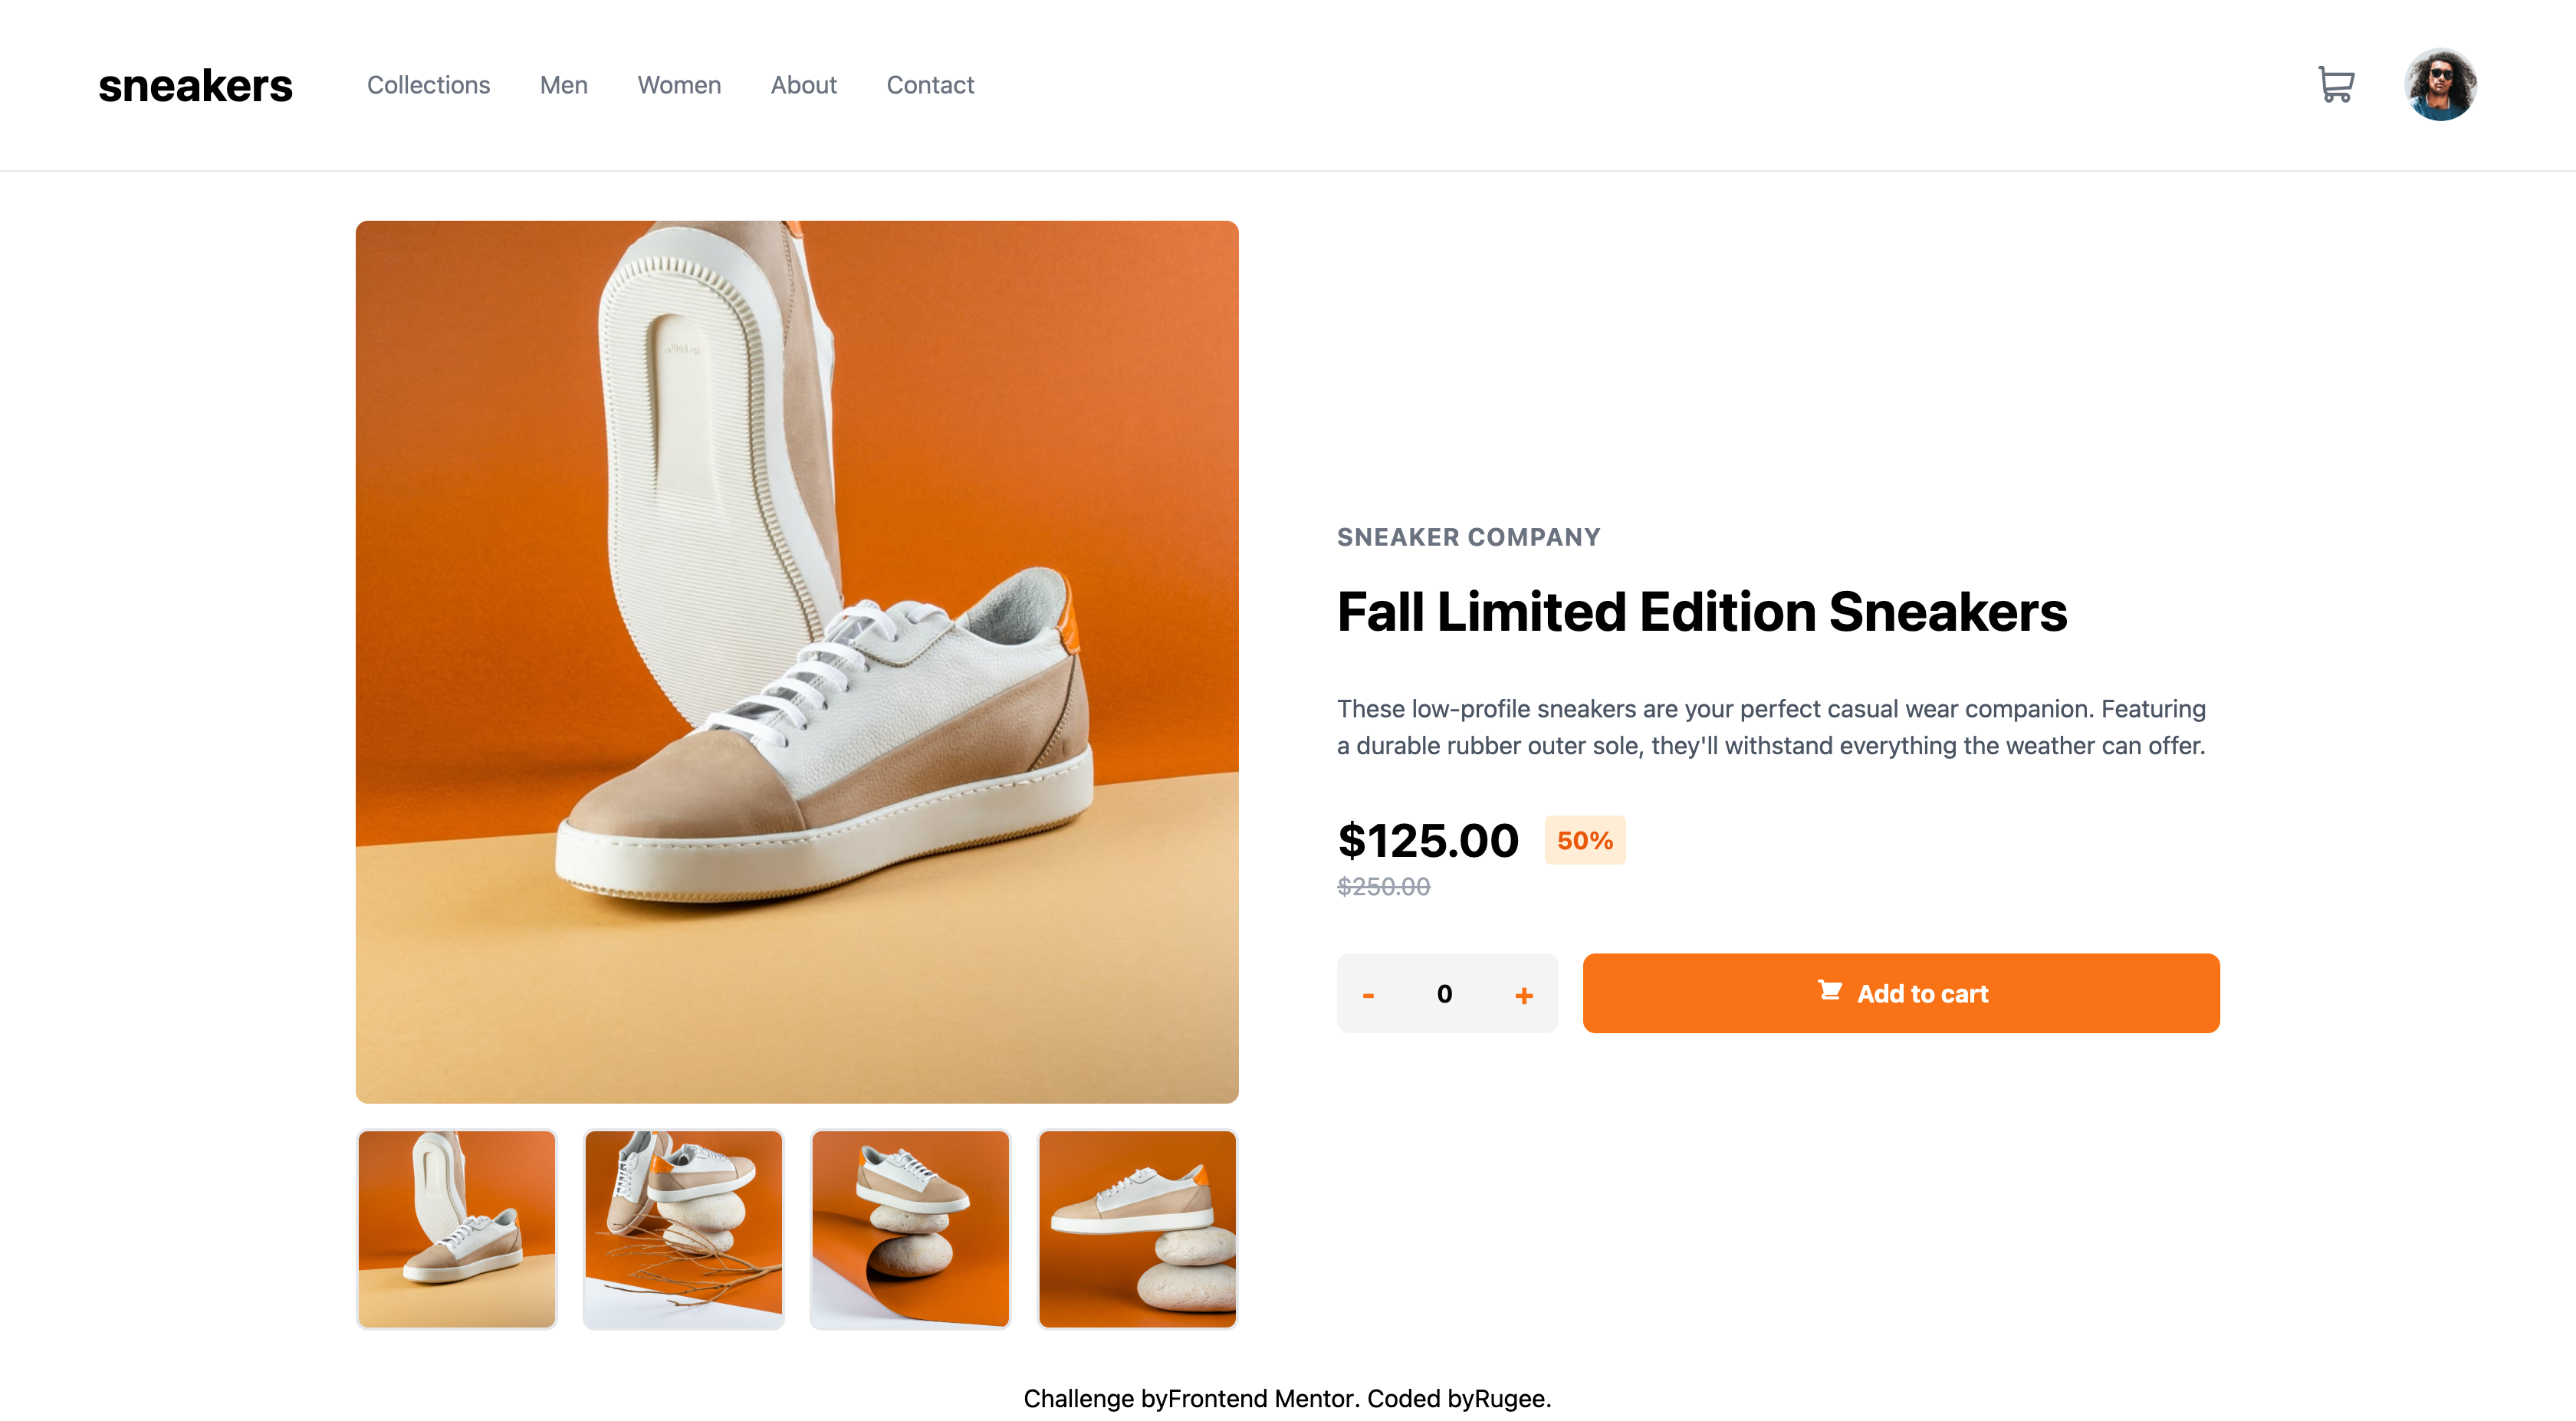 sneakers
Collections Men Women About Contact
SNEAKER COMPANY
Fall Limited Edition Sneakers
These low-profile sneakers are your perfect casual wear companion. Featuring
a durable rubber outer sole, they'll withstand everything the weather can offer.
$125.00 50%
$250.00
- 0 + Add to cart
Challenge byFrontend Mentor. Coded byRugee.